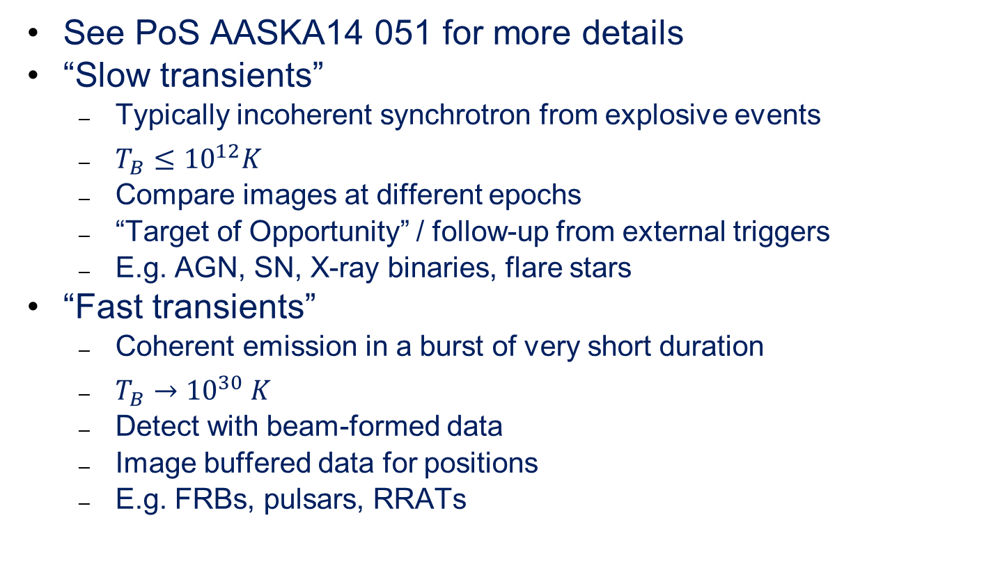 • See PoS AASKA14 051 for more details
• “Slow transients”
– Typically incoherent synchrotron from explosive events
– T_B ≤ 10^12 K
– Compare images at different epochs
– “Target of Opportunity” / follow-up from external triggers
– E.g. AGN, SN, X-ray binaries, flare stars
• “Fast transients”
– Coherent emission in a burst of very short duration
– T_B → 10^30 K
– Detect with beam-formed data
– Image buffered data for positions
– E.g. FRBs, pulsars, RRATs